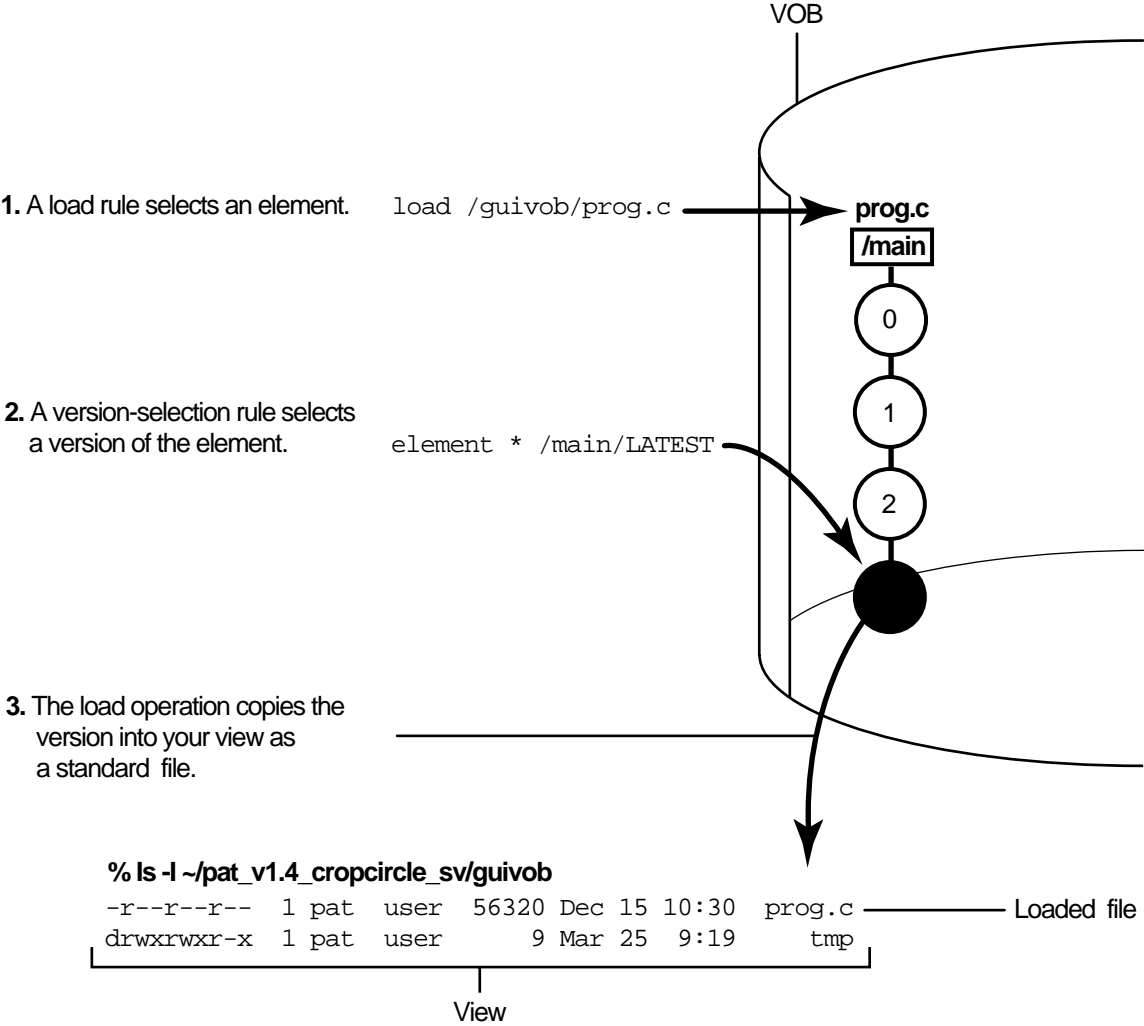 VOB
1. A load rule selects an element.
load /guivob/prog.c
prog.c
/main
0
1
2. A version-selection rule selects
a version of the element.
element * /main/LATEST
2
3. The load operation copies the
version into your view as
a standard file.
% ls -l ~/pat_v1.4_cropcircle_sv/guivob
-r--r--r-- 1 pat user 56320 Dec 15 10:30 prog.c
Loaded file
drwxrwxr-x 1 pat user 9 Mar 25 9:19 tmp
View